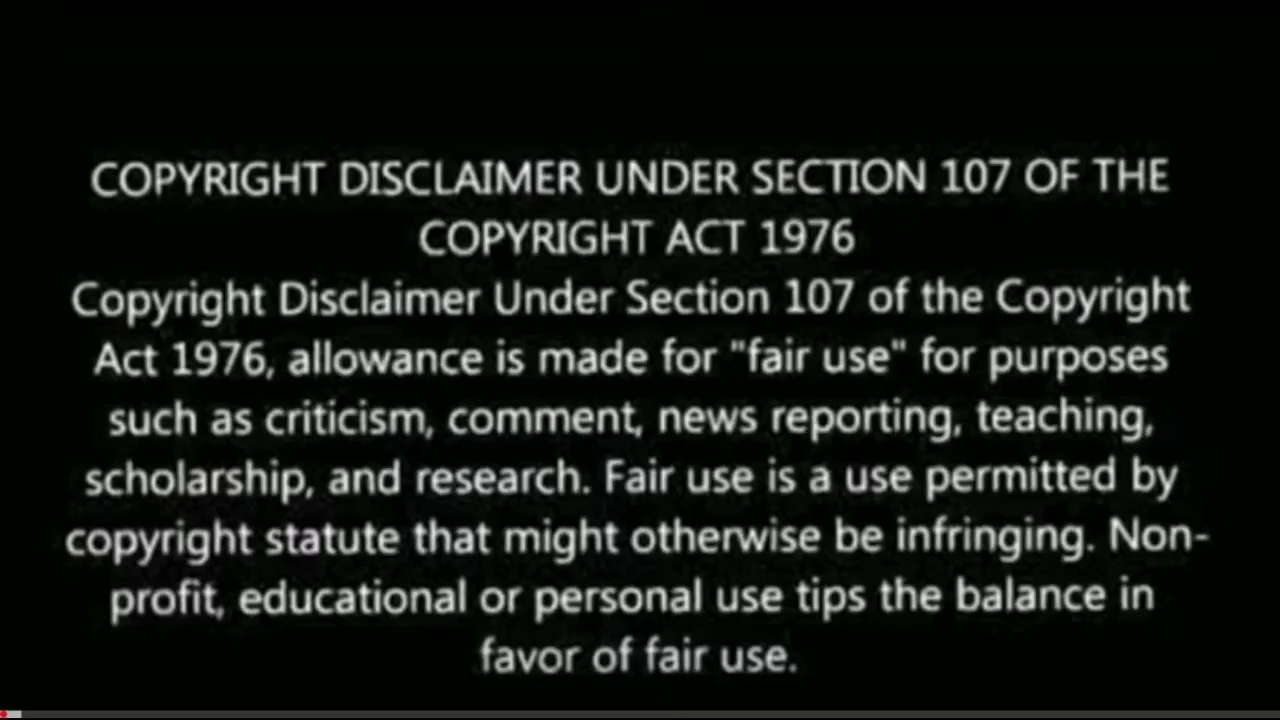 COPYRIGHT DISCLAIMER UNDER SECTION 107 OF THE
COPYRIGHT ACT 1976
Copyright Disclaimer Under Section 107 of the Copyright
Act 1976, allowance is made for "fair use" for purposes
such as criticism, comment, news reporting, teaching,
scholarship, and research. Fair use is a use permitted by
copyright statute that might otherwise be infringing. Non-
profit, educational or personal use tips the balance in
favor of fair use.